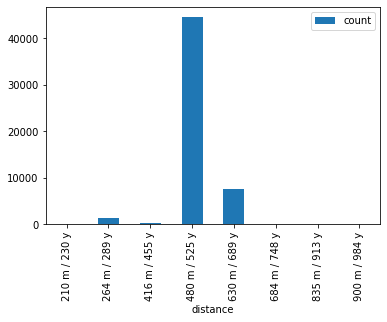 count
40000
30000
20000
10000
0
210 m / 230 y
264 m / 289 y
416 m / 455 y
480 m / 525 y
630 m / 689 y
684 m / 748 y
835 m / 913 y
900 m / 984 y
distance